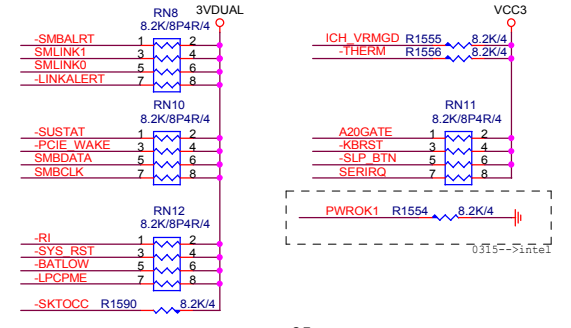 RN8 3VDUAL
8.2K/8P4R/4
-SMBALRT 1 2
SMLINK1 3 4
SMLINK0 5 6
-LINKALERT 7 8
RN10
8.2K/8P4R/4
-SUSTAT 1 2
-PCIE_WAKE 3 4
SMBDATA 5 6
SMBCLK 7 8
RN12
8.2K/8P4R/4
-RI 1 2
-SYS_RST 3 4
-BATLOW 5 6
-LPCPME 7 8
-SKTOCC R1590 8.2K/4
VCC3
ICH_VRMGD R1555 8.2K/4
-THERM R1556 8.2K/4
RN11
8.2K/8P4R/4
A20GATE 1 2
-KBRST 3 4
-SLP_BTN 5 6
SERIRQ 7 8
PWROK1 R1554 8.2K/4
0315-->intel